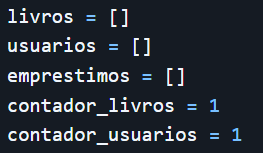 livros = []
usuarios = []
emprestimos = []
contador_livros = 1
contador_usuarios = 1